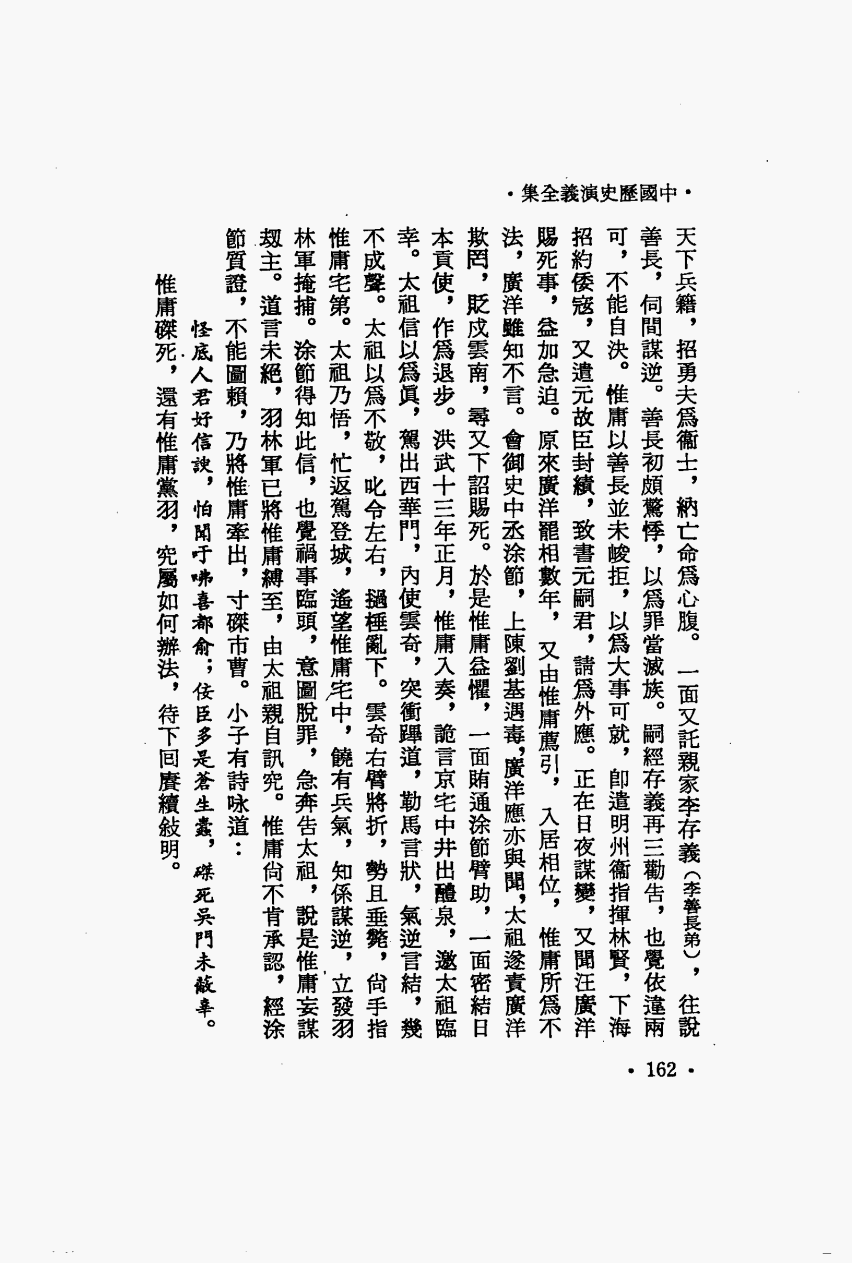 ·中國歷史演義全集·
天下兵籍，招勇夫爲衞士，納亡命爲心腹。一面又託親家李存義（李善長弟），往說
善長，伺間謀逆。善長初頗驚悸，以爲罪當滅族。嗣經存義再三勸告，也覺依違兩
可，不能自決。惟庸以善長並未峻拒，以爲大事可就，卽遣明州衞指揮林賢，下海
招約倭寇，又遣元故臣封績，致書元嗣君，請爲外應。正在日夜謀變，又聞汪廣洋
賜死事，益加急迫。原來廣洋罷相數年，又由惟庸薦引，入居相位，惟庸所爲不
法，廣洋雖知不言。會御史中丞涂節，上陳劉基遇毒，廣洋應亦與聞，太祖遂責廣洋
欺罔，貶戍雲南，尋又下詔賜死。於是惟庸益懼，一面賄通涂節臂助，一面密結日
本貢使，作爲退步。洪武十三年正月，惟庸入奏，詭言京宅中井出醴泉，邀太祖臨
幸。太祖信以爲眞，駕出西華門，內使雲奇，突衝蹕道，勒馬言狀，氣逆言結，幾
不成聲。太祖以爲不敬，叱令左右，撾棰亂下。雲奇右臂將折，勢且垂斃，尙手指
惟庸宅第。太祖乃悟，忙返駕登城，遙望惟庸宅中，饒有兵氣，知係謀逆，立發羽
林軍掩捕。涂節得知此信，也覺禍事臨頭，意圖脫罪，急奔告太祖，說是惟庸妄謀
劫主。道言未絕，羽林軍已將惟庸縛至，由太祖親自訊究。惟庸尙不肯承認，經涂
節質證，不能圖賴，乃將惟庸牽出，寸磔市曹。小子有詩咏道：
怪底人君好信諛，怕聞吁咈喜都俞；佞臣多是蒼生蠹，磔死吳門未蔽辜。
惟庸磔死，還有惟庸黨羽，究屬如何辦法，待下回賡續敍明。
·162·